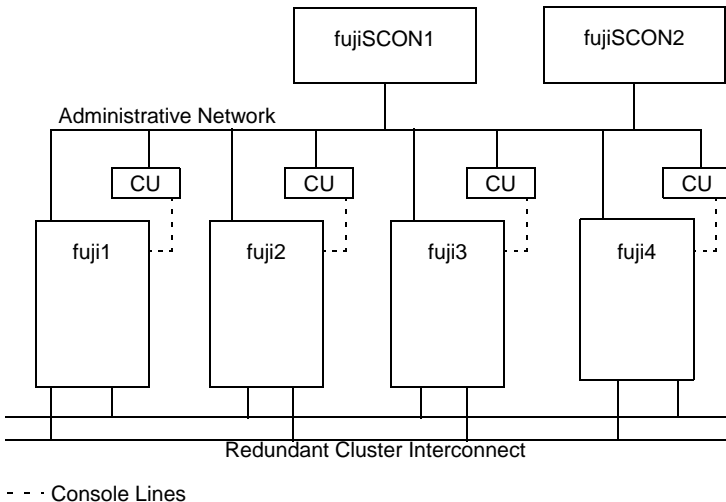 fujiSCON1
fujiSCON2
Administrative Network
CU
CU
CU
CU
fuji1
fuji2
fuji3
fuji4
Redundant Cluster Interconnect
Console Lines